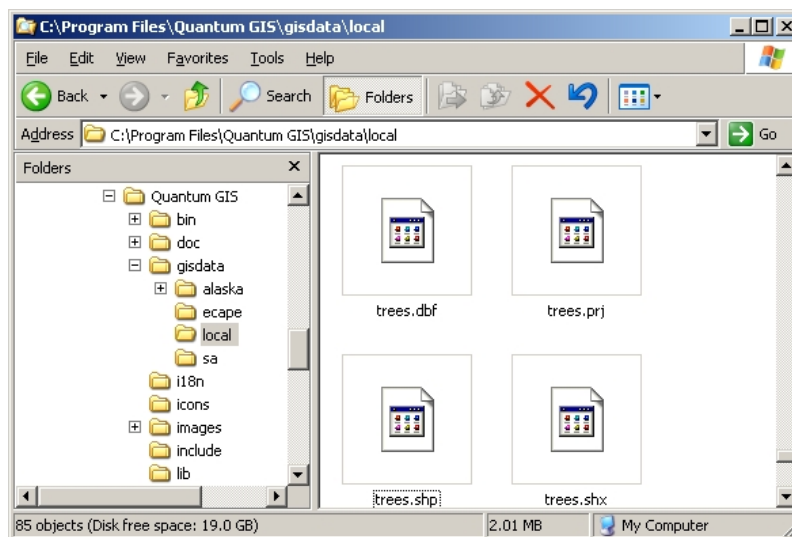 C:\Program Files\Quantum GIS\gisdata\local
File Edit View Favorites Tools Help
Back Search Folders
Address C:\Program Files\Quantum GIS\gisdata\local Go
Folders
Quantum GIS
bin
doc
gisdata
alaska
ecape
local
sa
i18n
icons
images
include
lib
trees.dbf trees.prj
trees.shp trees.shx
85 objects (Disk free space: 19.0 GB) 2.01 MB My Computer